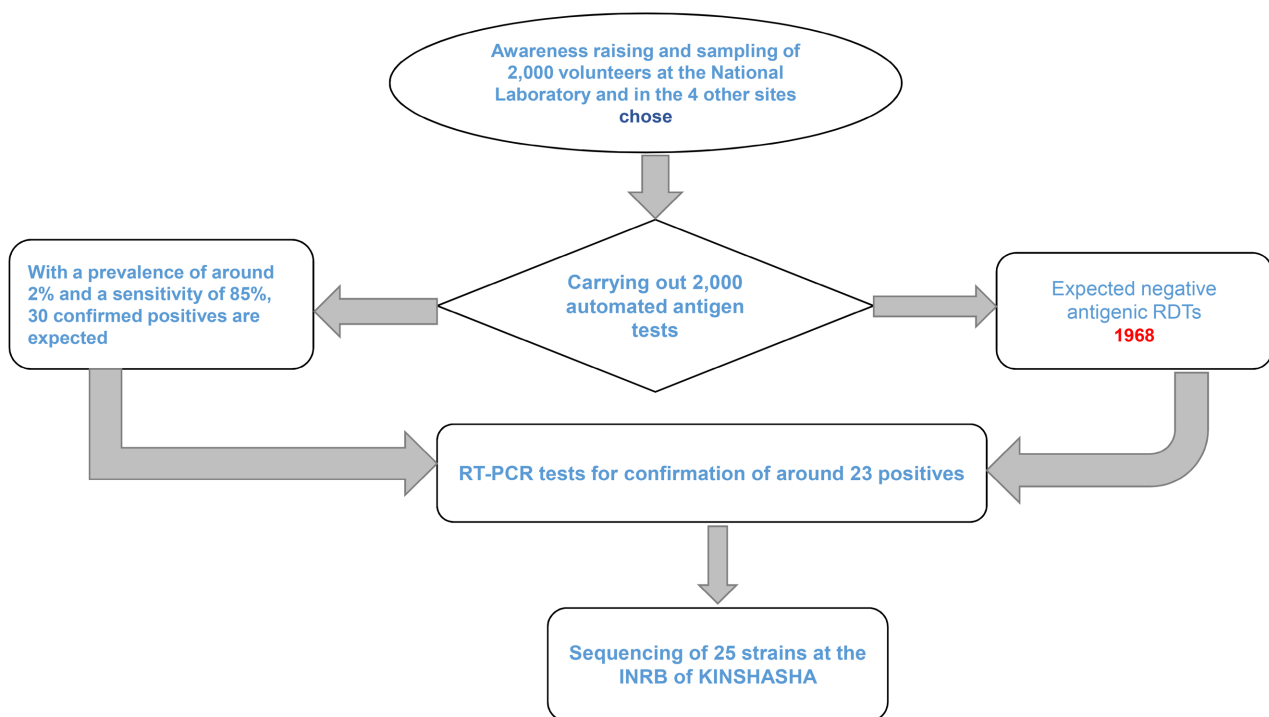 Awareness raising and sampling of
2,000 volunteers at the National
Laboratory and in the 4 other sites
chose
With a prevalence of around
2% and a sensitivity of 85%,
30 confirmed positives are
expected
Carrying out 2,000
automated antigen
tests
Expected negative
antigenic RDTs
1968
RT-PCR tests for confirmation of around 23 positives
Sequencing of 25 strains at the
INRB of KINSHASHA